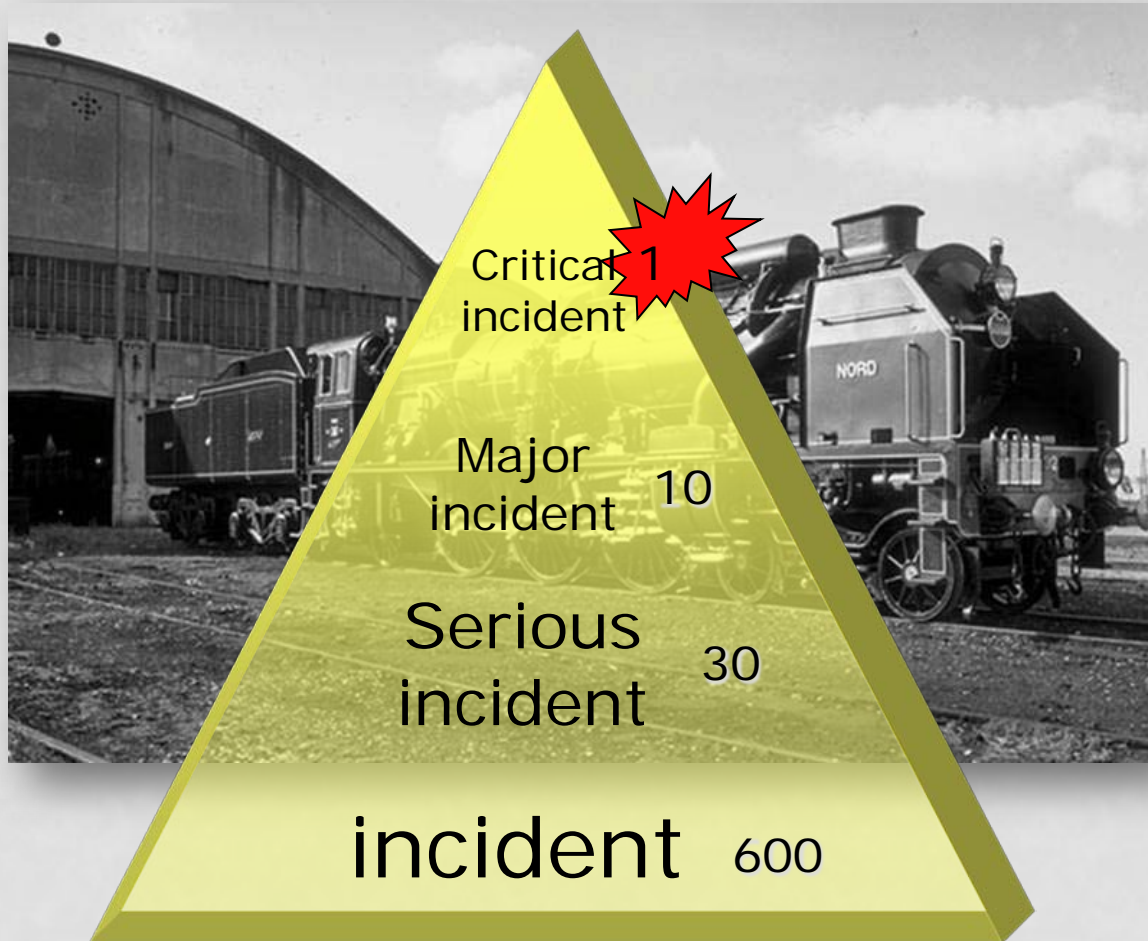 Critical 1
incident
NORD
Major
incident 10
Serious
incident 30
incident 600